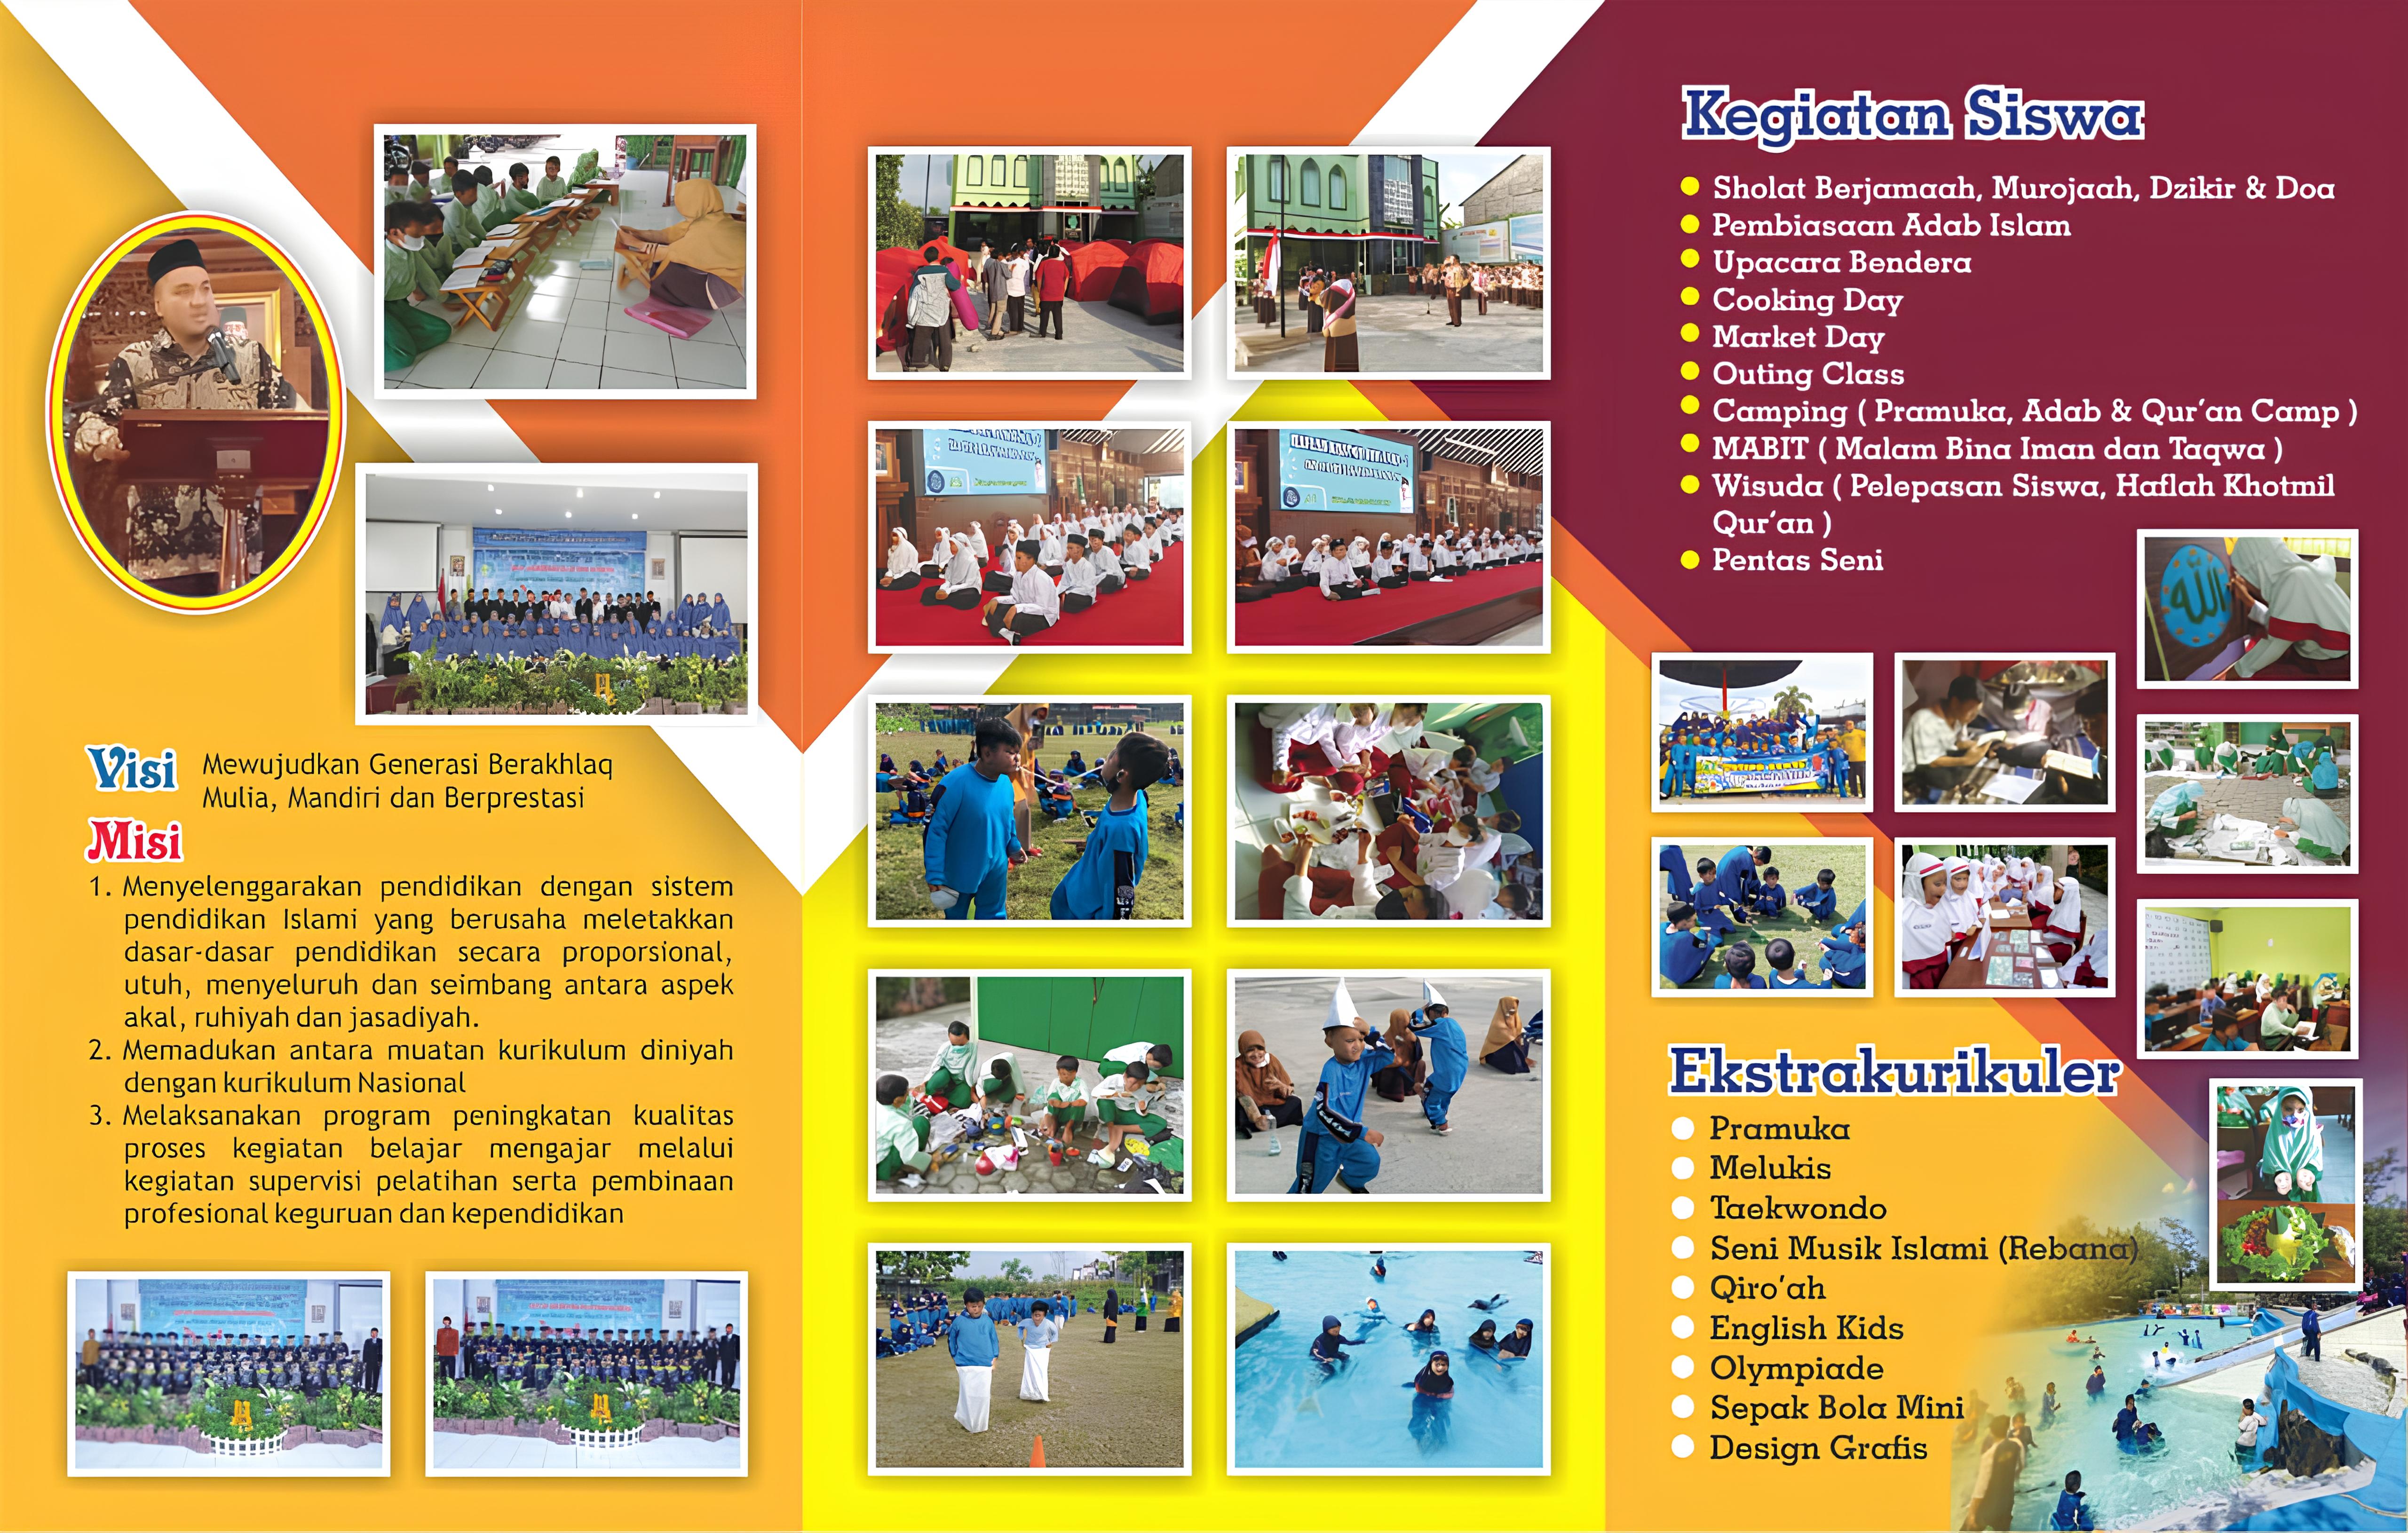 Visi
Mewujudkan Generasi Berakhlaq
Mulia, Mandiri dan Berprestasi
Misi
1. Menyelenggarakan pendidikan dengan sistem
pendidikan Islami yang berusaha meletakkan
dasar-dasar pendidikan secara proporsional,
utuh, menyeluruh dan seimbang antara aspek
akal, ruhiyah dan jasadiyah.
2. Memadukan antara muatan kurikulum diniyah
dengan kurikulum Nasional
3. Melaksanakan program peningkatan kualitas
proses kegiatan belajar mengajar melalui
kegiatan supervisi pelatihan serta pembinaan
profesional keguruan dan kependidikan
Kegiatan Siswa
Sholat Berjamaah, Murojaah, Dzikir & Doa
Pembiasaan Adab Islam
Upacara Bendera
Cooking Day
Market Day
Outing Class
Camping ( Pramuka, Adab & Qur'an Camp )
MABIT ( Malam Bina Iman dan Taqwa )
Wisuda ( Pelepasan Siswa, Haflah Khotmil
Qur'an )
Pentas Seni
الله
Ekstrakurikuler
Pramuka
Melukis
Taekwondo
Seni Musik Islami (Rebana)
Qiro'ah
English Kids
Olympiade
Sepak Bola Mini
Design Grafis